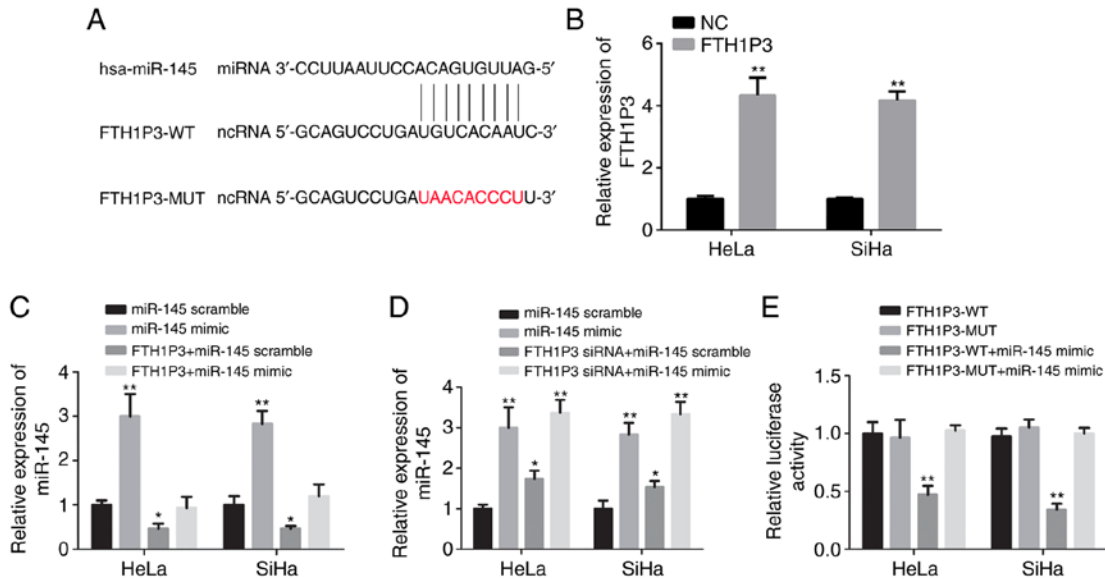 A
hsa-miR-145 miRNA 3′-CCUUAAUUCCACAGUGUUAG-5′
FTH1P3-WT ncRNA 5′-GCAGUCCUGAUGUCACAAUC-3′
FTH1P3-MUT ncRNA 5′-GCAGUCCUGAUAACACCCUU-3′
B
NC
FTH1P3
Relative expression of
FTH1P3
6
4
2
0
**
**
HeLa
SiHa
C
miR-145 scramble
miR-145 mimic
FTH1P3+miR-145 scramble
FTH1P3+miR-145 mimic
Relative expression of
miR-145
4
3
2
1
0
**
*
**
*
HeLa
SiHa
D
miR-145 scramble
miR-145 mimic
FTH1P3 siRNA+miR-145 scramble
FTH1P3 siRNA+miR-145 mimic
Relative expression of
miR-145
4
3
2
1
0
**
*
**
**
*
**
HeLa
SiHa
E
FTH1P3-WT
FTH1P3-MUT
FTH1P3-WT+miR-145 mimic
FTH1P3-MUT+miR-145 mimic
Relative luciferase
activity
1.5
1.0
0.5
0.0
**
**
HeLa
SiHa